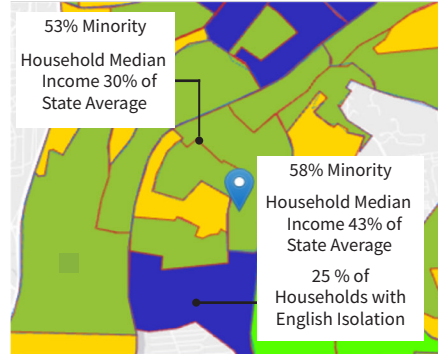 53% Minority
Household Median
Income 30% of
State Average
58% Minority
Household Median
Income 43% of
State Average
25 % of
Households with
English Isolation